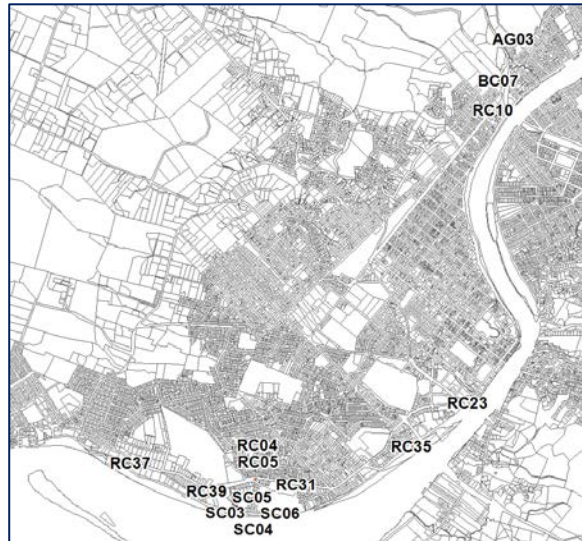 AG03
BC07
RC10
RC23
RC35
RC04
RC05
RC37
RC31
RC39
SC05
SC03
SC06
SC04